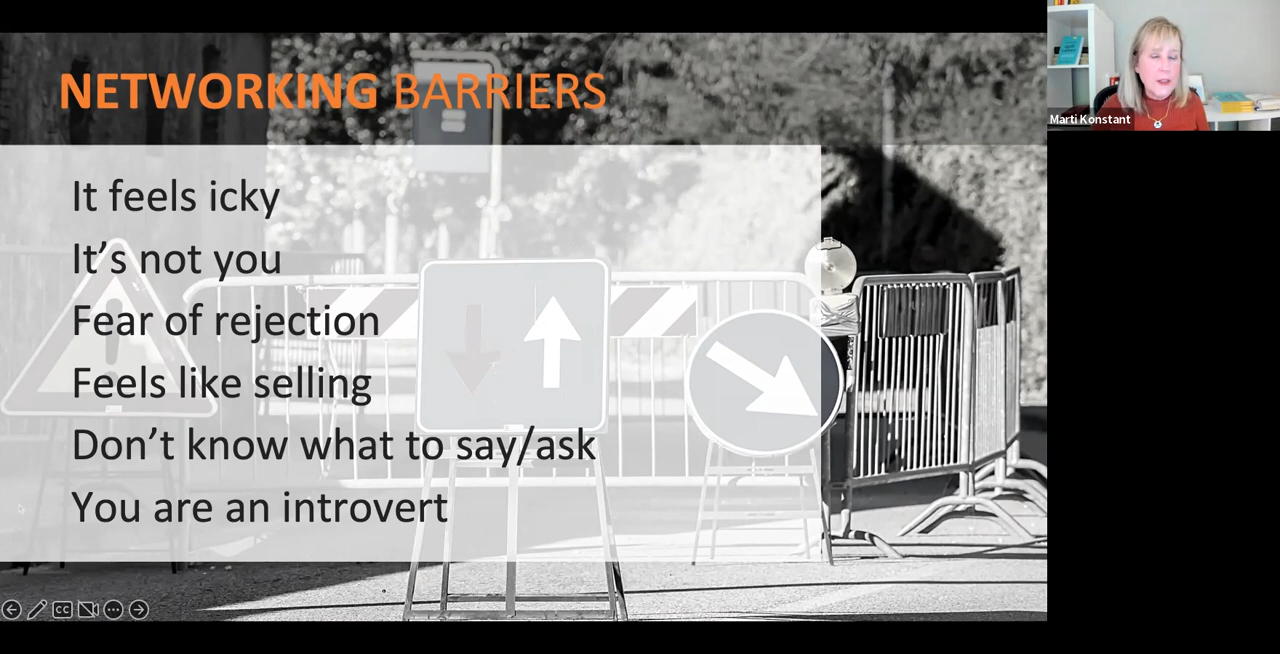 NETWORKING BARRIERS
It feels icky
It's not you
Fear of rejection
Feels like selling
Don't know what to say/ask
You are an introvert
Marti Konstant
CC